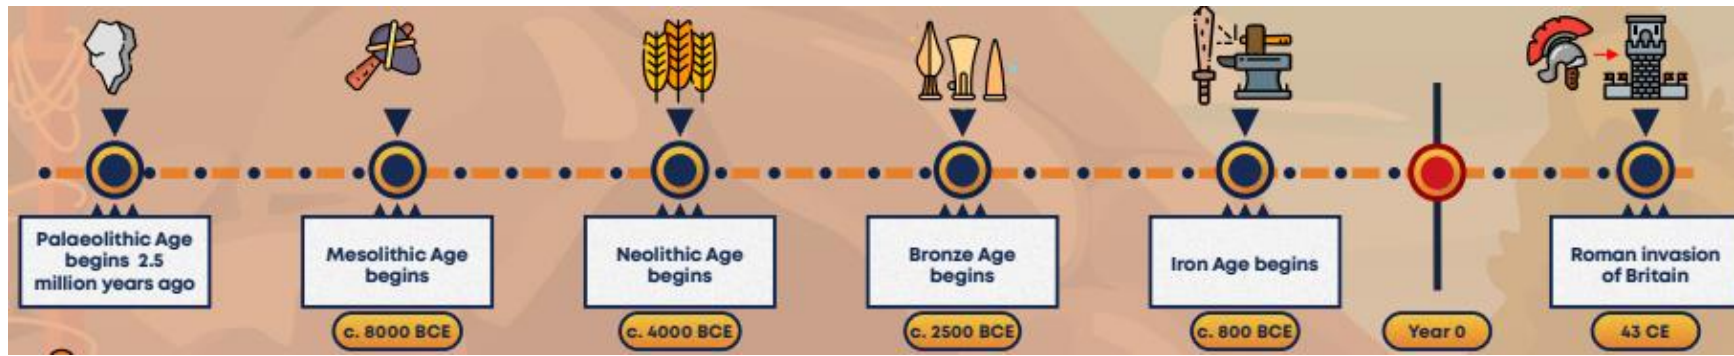 Palaeolithic Age
begins 2.5
million years ago
Mesolithic Age
begins
c. 8000 BCE
Neolithic Age
begins
c. 4000 BCE
Bronze Age
begins
c. 2500 BCE
Iron Age begins
c. 800 BCE
Year 0
Roman invasion
of Britain
43 CE